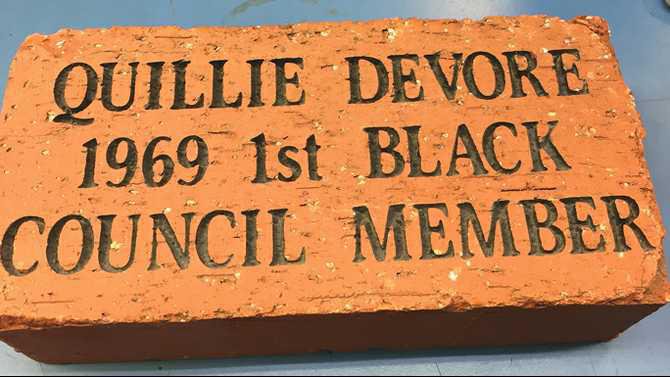 QUILLIE DEVORE
1969 1st BLACK
COUNCIL MEMBER